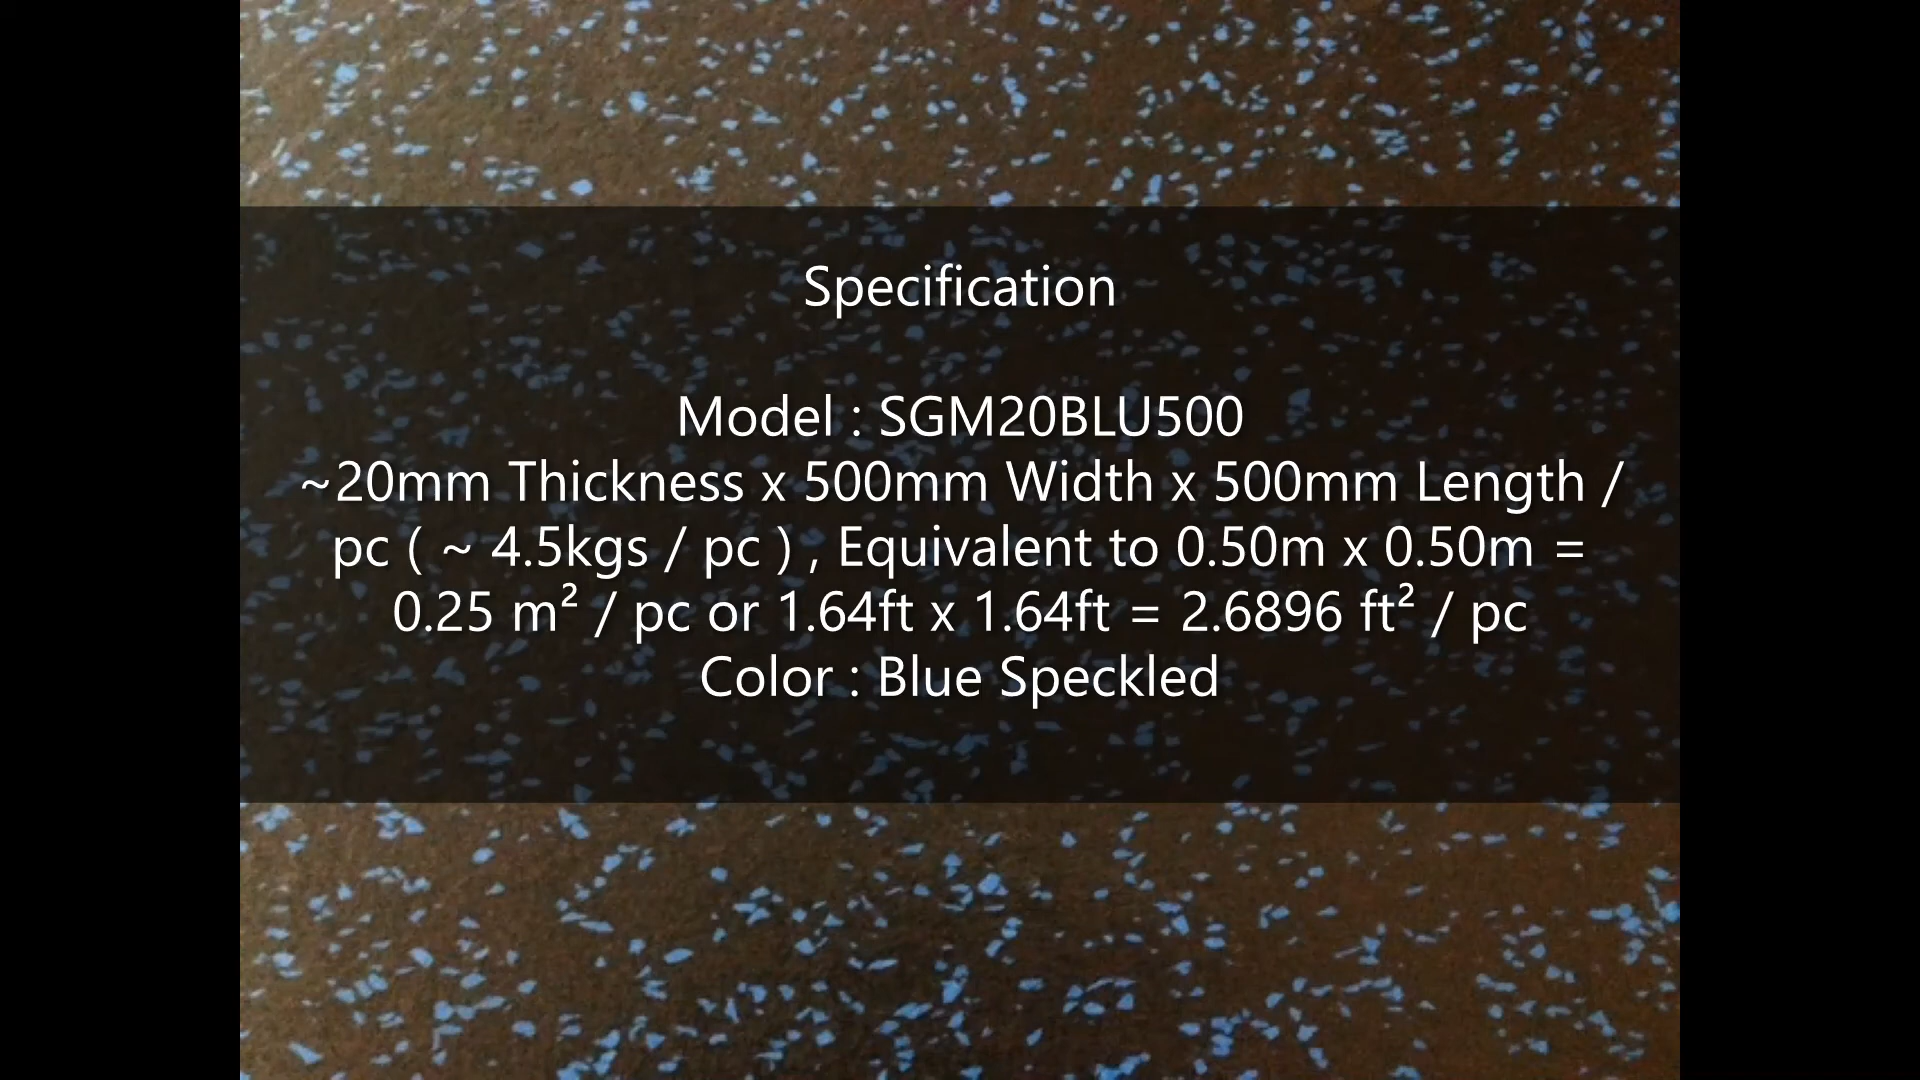 Specification
Model : SGM20BLU500
~20mm Thickness x 500mm Width x 500mm Length /
pc ( ~ 4.5kgs / pc ) , Equivalent to 0.50m x 0.50m =
0.25 m² / pc or 1.64ft x 1.64ft = 2.6896 ft² / pc
Color : Blue Speckled